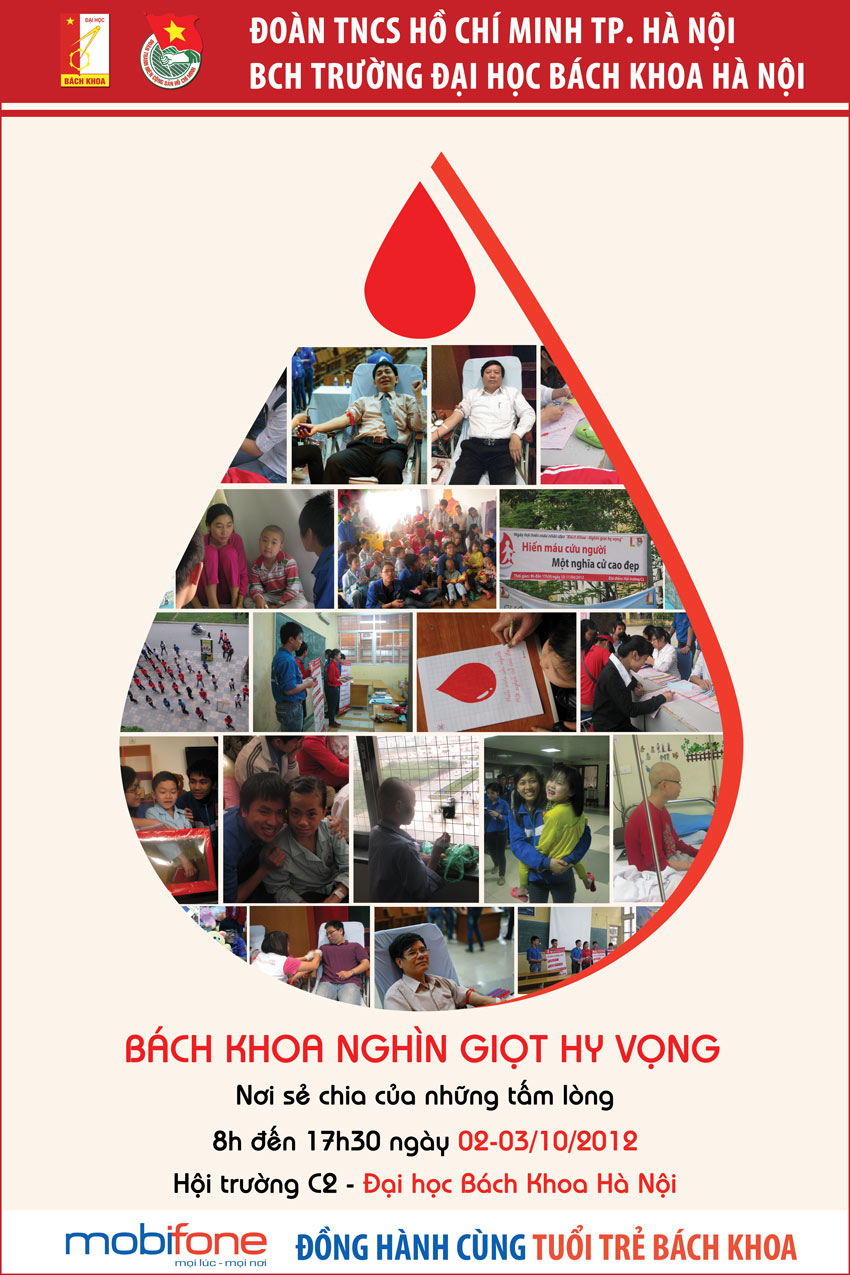 ĐẠI HỌC
BÁCH KHOA
ĐOÀN TNCS HỒ CHÍ MINH TP. HÀ NỘI
BCH TRƯỜNG ĐẠI HỌC BÁCH KHOA HÀ NỘI
Hiến máu cứu người
Một nghĩa cử cao đẹp
BÁCH KHOA NGHÌN GIỌT HY VỌNG
Nơi sẻ chia của những tấm lòng
8h đến 17h30 ngày 02-03/10/2012
Hội trường C2 - Đại học Bách Khoa Hà Nội
mobifone
mọi lúc - mọi nơi
ĐỒNG HÀNH CÙNG TUỔI TRẺ BÁCH KHOA